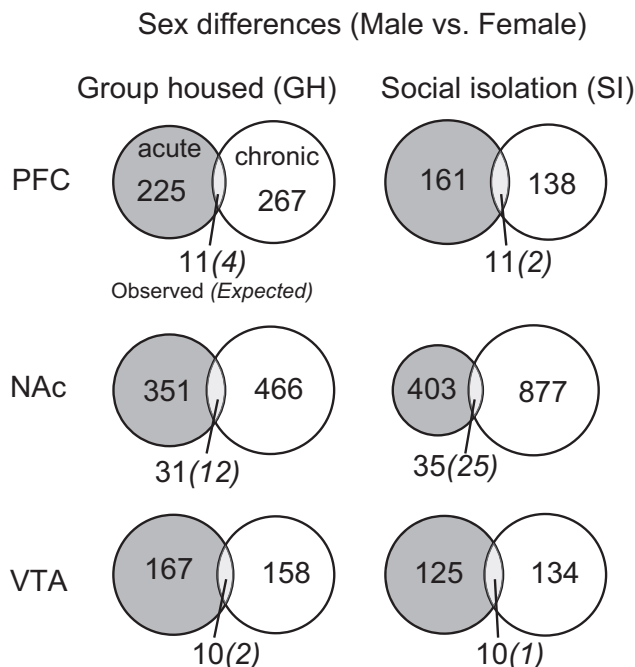 Sex differences (Male vs. Female)
Group housed (GH) Social isolation (SI)
PFC
acute chronic
225 267
11(4)
Observed (Expected)
161 138
11(2)
NAc
351 466
31(12)
403 877
35(25)
VTA
167 158
10(2)
125 134
10(1)